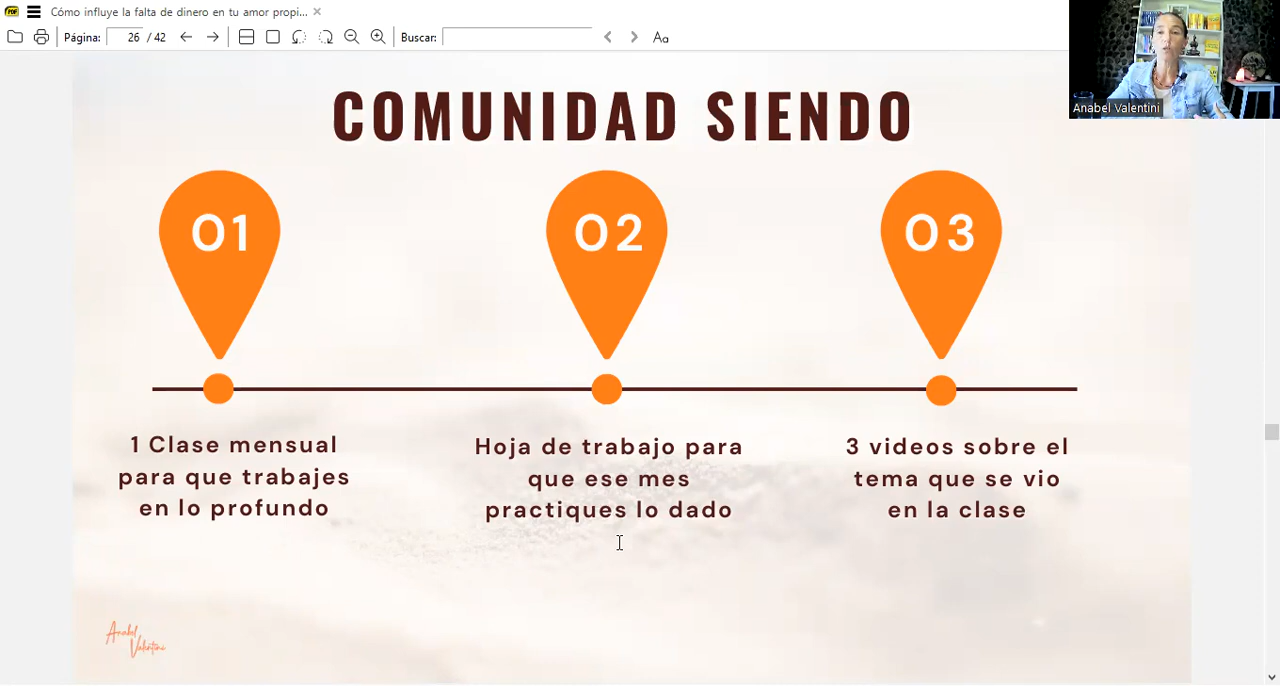 Cómo influye la falta de dinero en tu amor propi...
Página: 26 / 42 Buscar: Aa
Anabel Valentini
COMUNIDAD SIENDO
01
02
03
1 Clase mensual
para que trabajes
en lo profundo
Hoja de trabajo para
que ese mes
practiques lo dado
3 videos sobre el
tema que se vio
en la clase
Anabel
Valentini